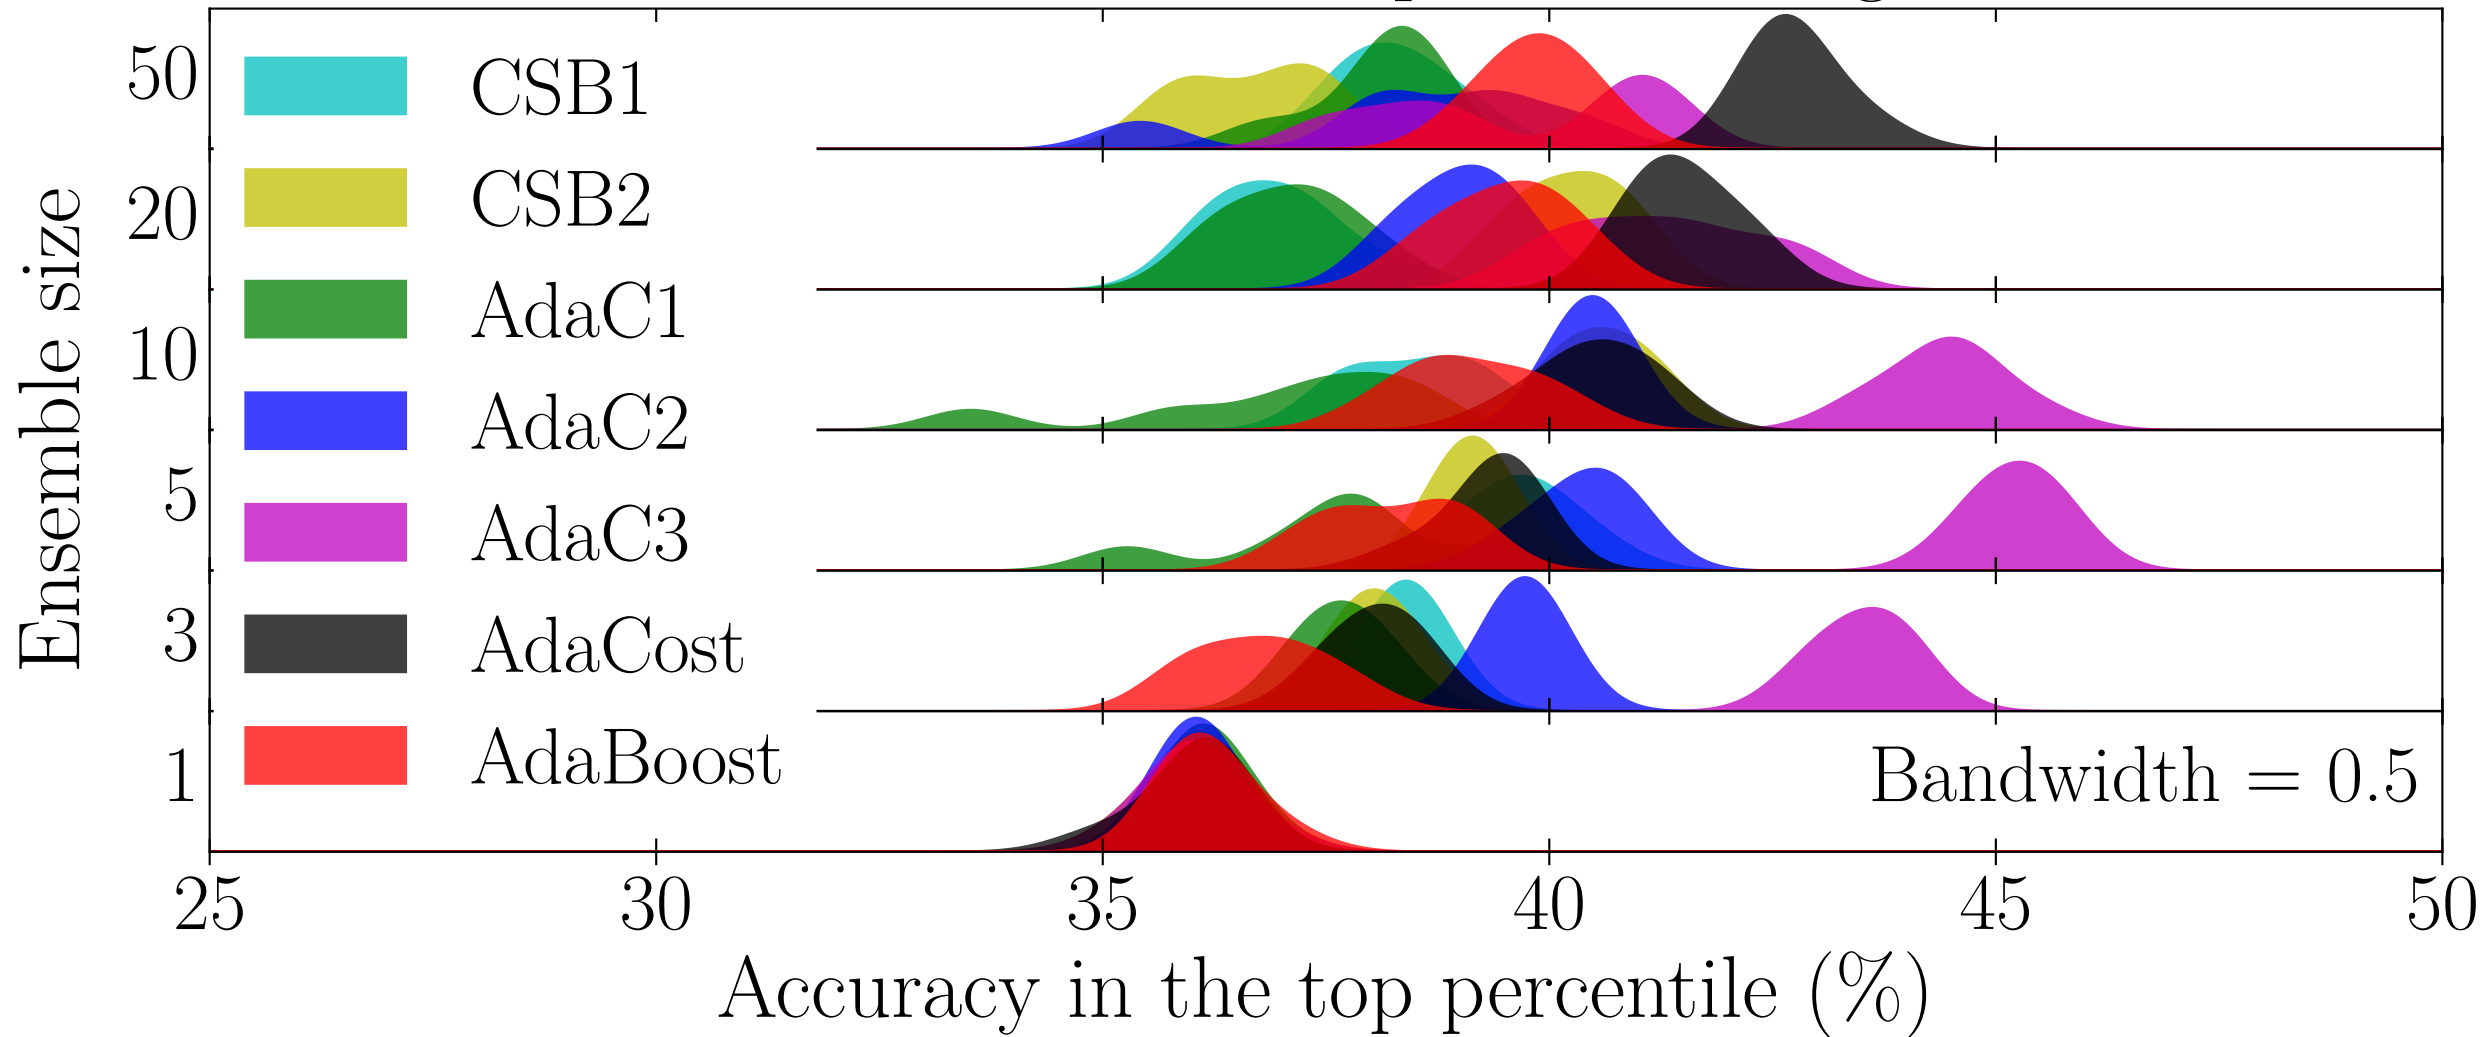 50
20
10
5
3
1
Ensemble size
CSB1
CSB2
AdaC1
AdaC2
AdaC3
AdaCost
AdaBoost
Bandwidth = 0.5
25 30 35 40 45 50
Accuracy in the top percentile (%)